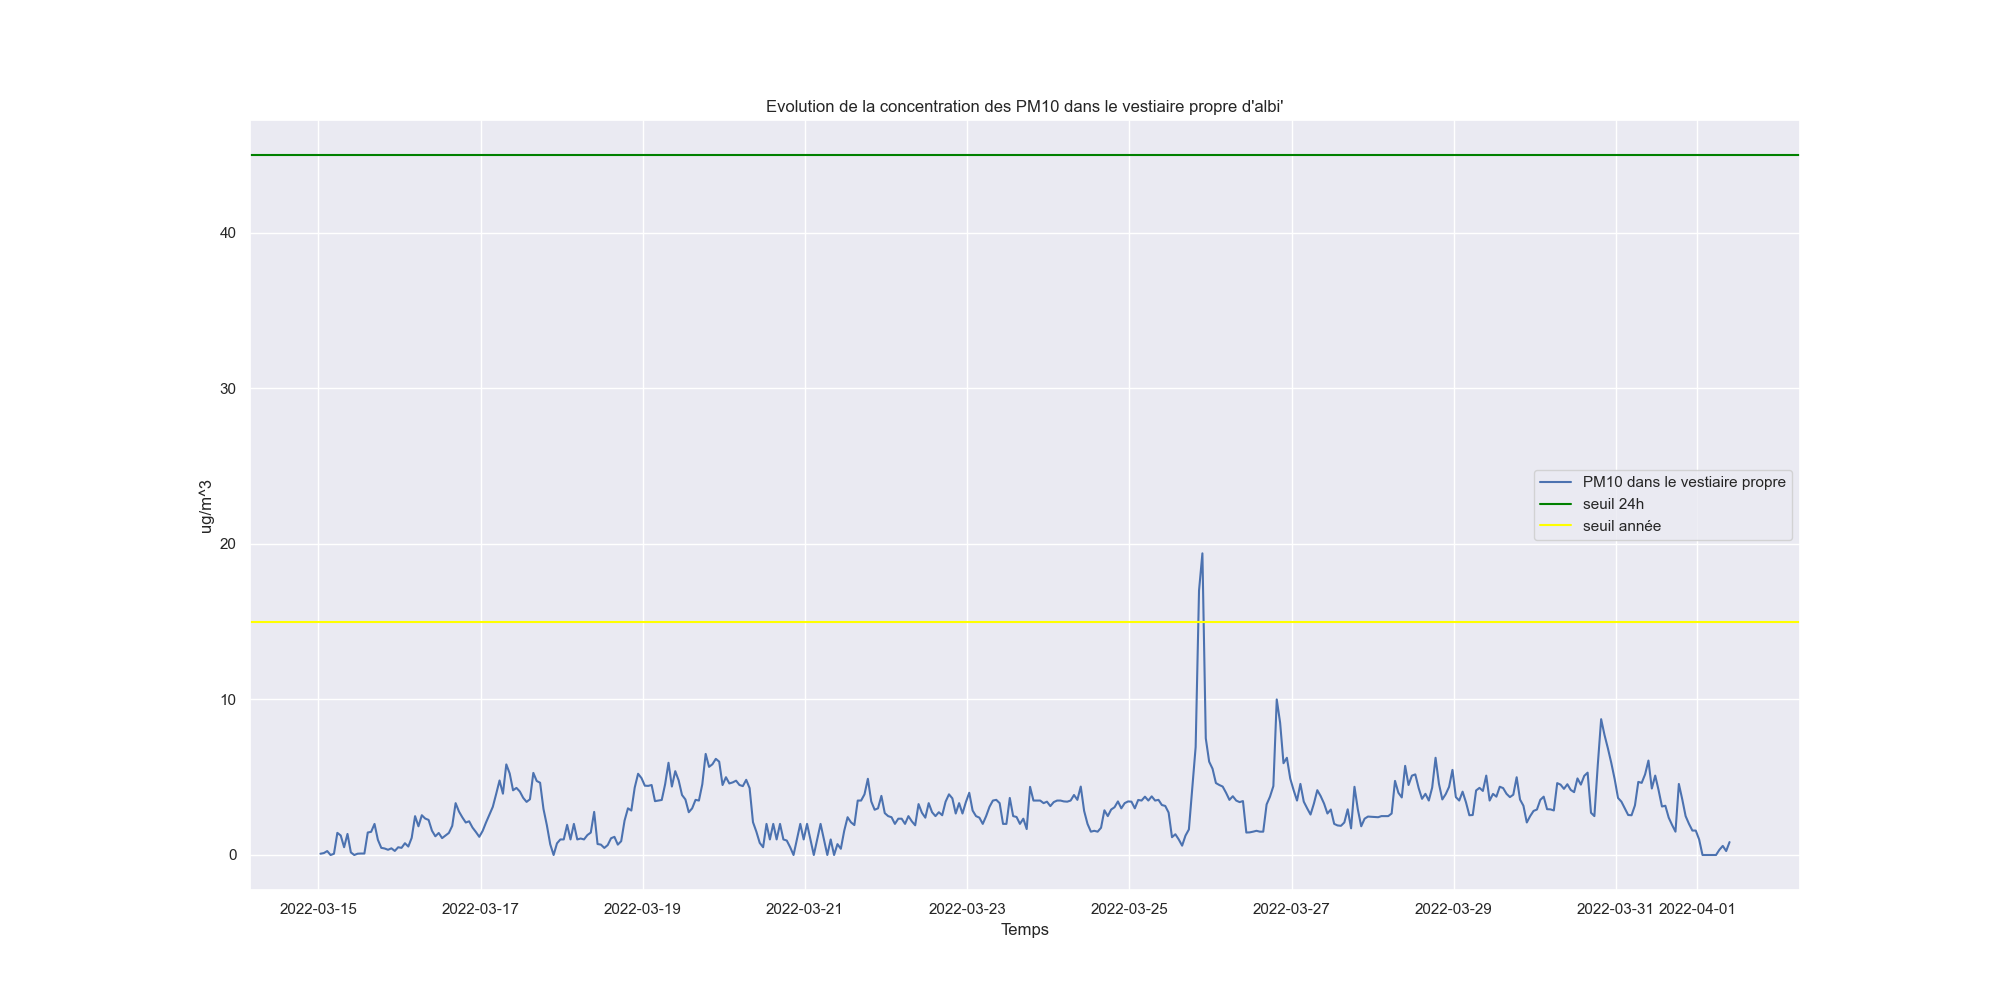 Evolution de la concentration des PM10 dans le vestiaire propre d'albi'
40
30
20
10
0
ug/m^3
PM10 dans le vestiaire propre
seuil 24h
seuil année
2022-03-15 2022-03-17 2022-03-19 2022-03-21 2022-03-23 2022-03-25 2022-03-27 2022-03-29 2022-03-31 2022-04-01
Temps